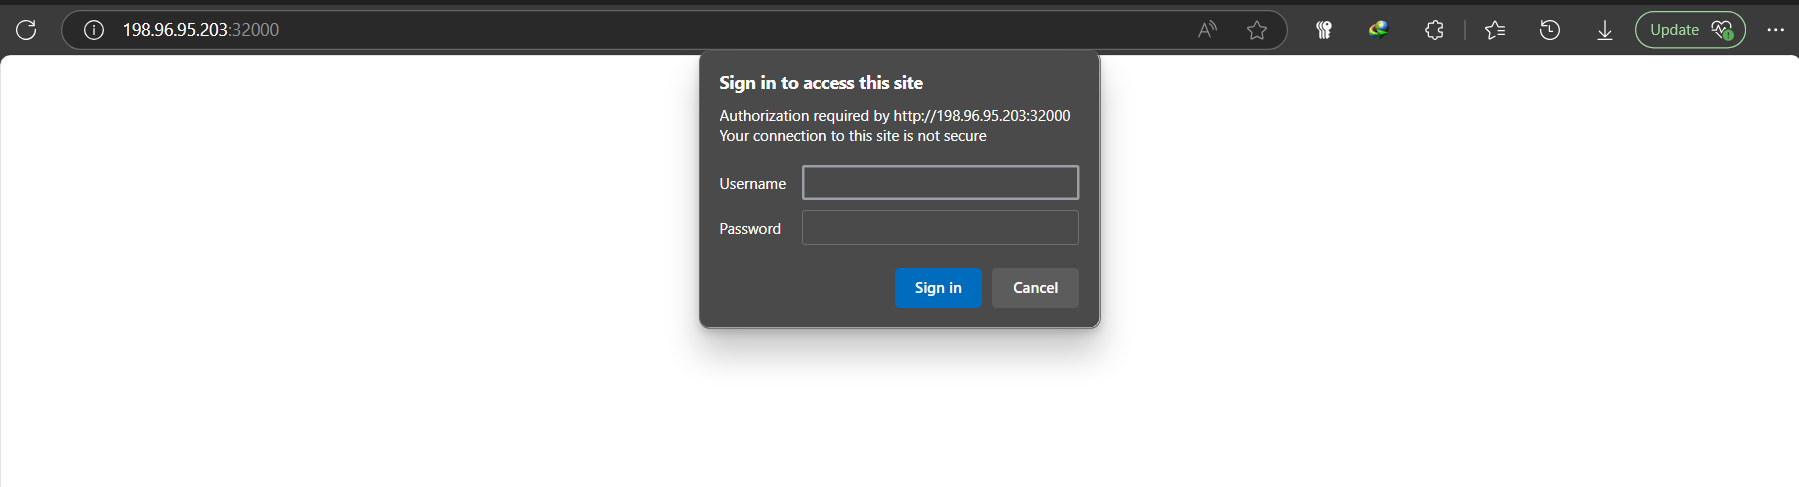 198.96.95.203:32000
A
Update
Sign in to access this site
Authorization required by http://198.96.95.203:32000
Your connection to this site is not secure
Username
Password
Sign in
Cancel